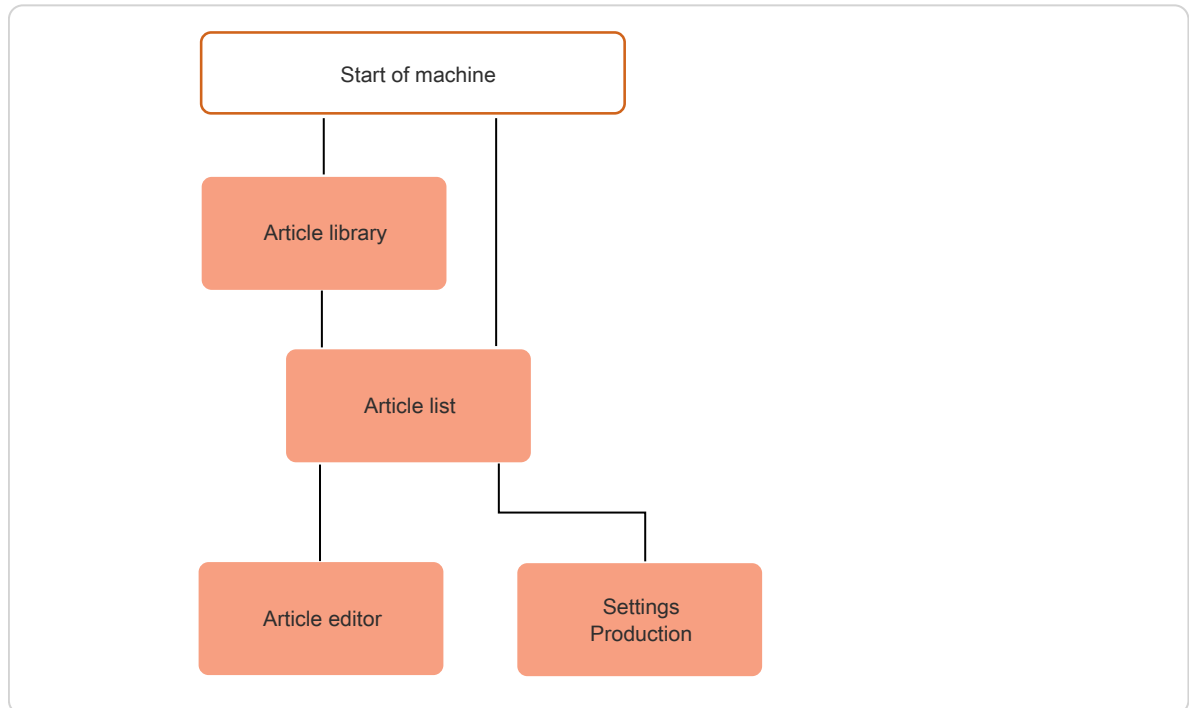 Start of machine
Article library
Article list
Article editor
Settings
Production